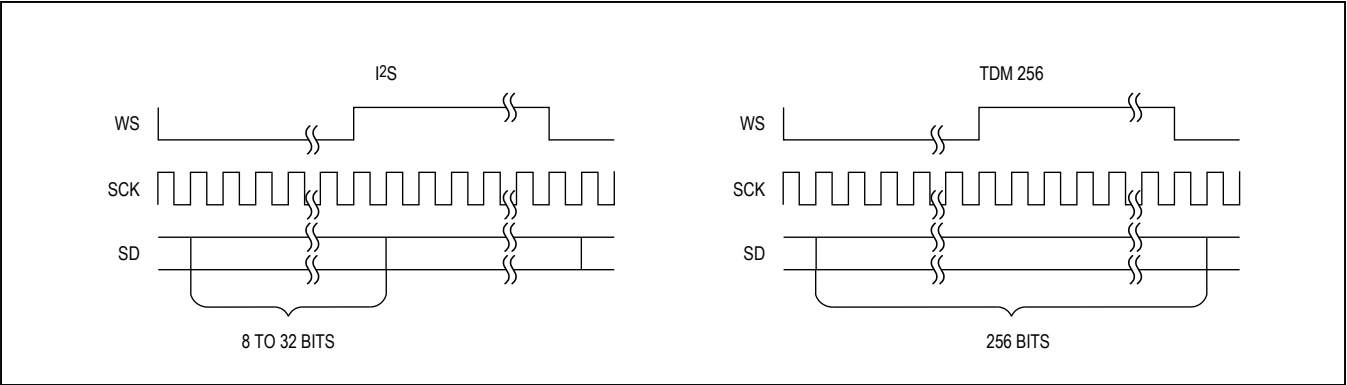 I²S
WS
SCK
SD
8 TO 32 BITS
TDM 256
WS
SCK
SD
256 BITS